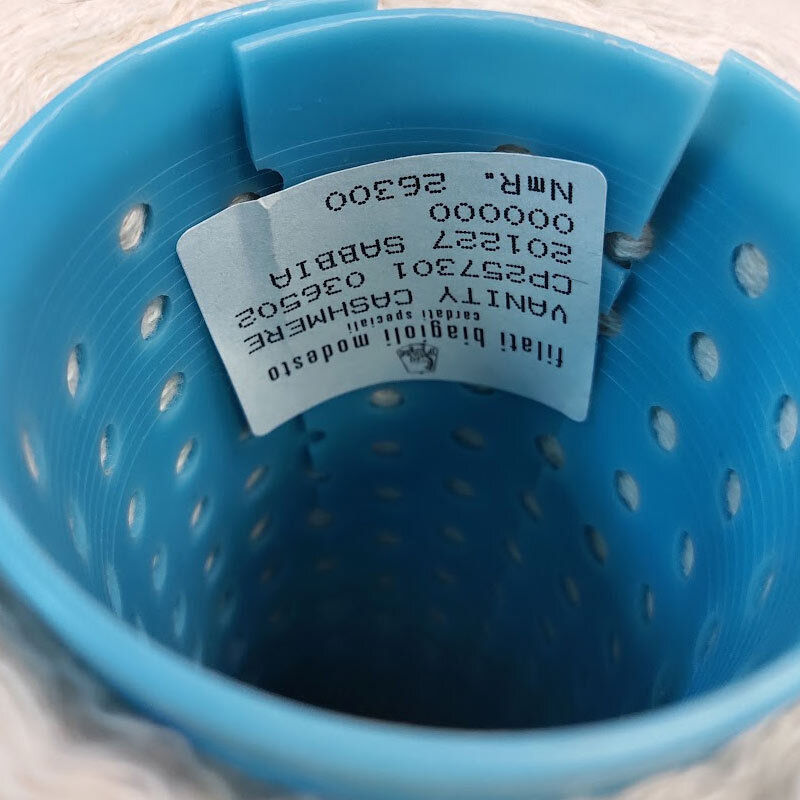 filati biagioli modesto
cardati speciali
VANITY CASHMERE
CP257301 036502
201227 SABBIA
000000
NmR. 26300